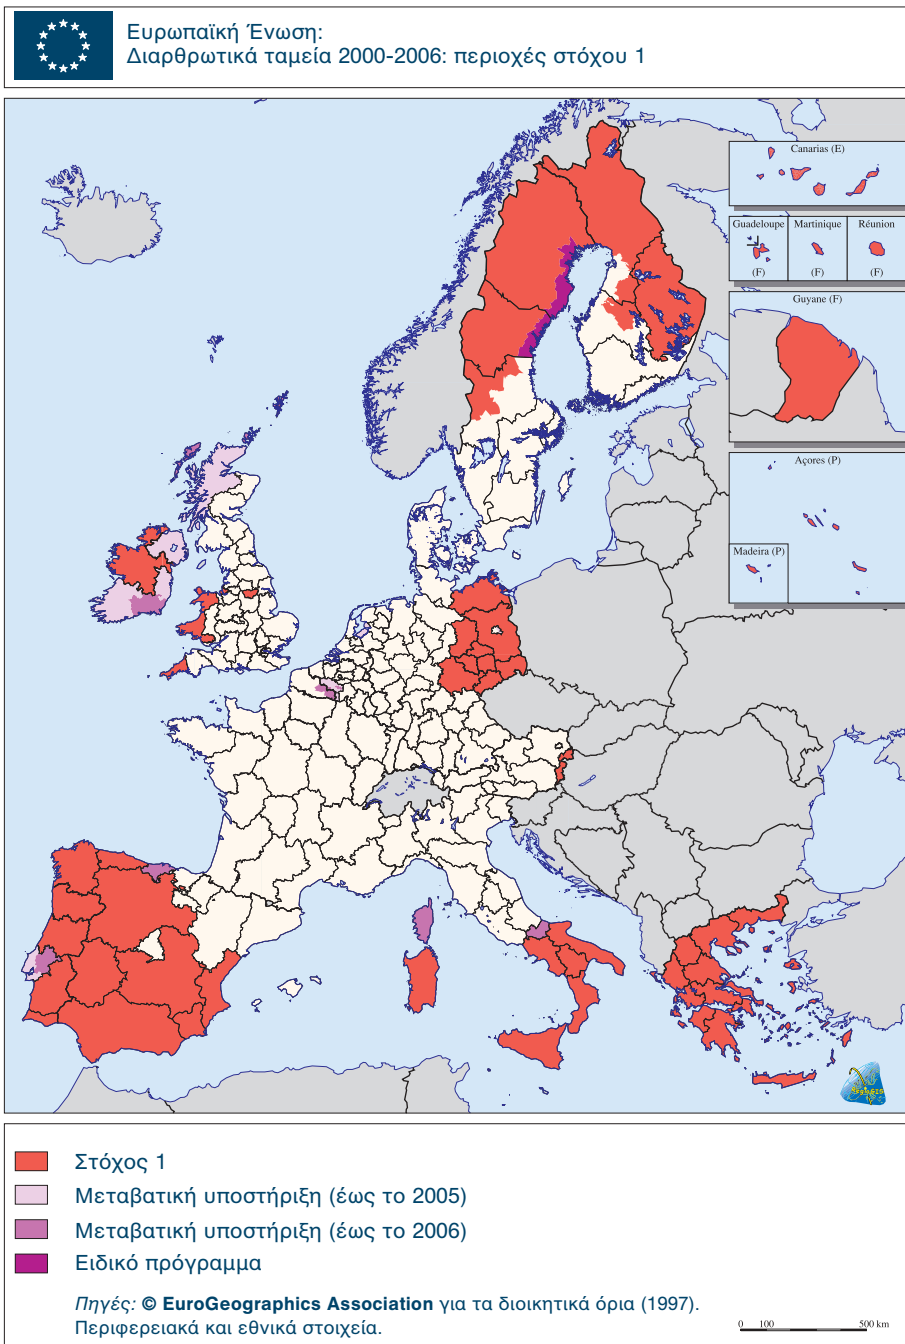 Ευρωπαϊκή Ένωση:
Διαρθρωτικά ταμεία 2000-2006: περιοχές στόχου 1
Canarias (E)
Guadeloupe
Martinique
Réunion
(F)
(F)
(F)
Guyane (F)
Açores (P)
Madeira (P)
Στόχος 1
Μεταβατική υποστήριξη (έως το 2005)
Μεταβατική υποστήριξη (έως το 2006)
Ειδικό πρόγραμμα
Πηγές: © EuroGeographics Association για τα διοικητικά όρια (1997).
Περιφερειακά και εθνικά στοιχεία.
0 100 500 km